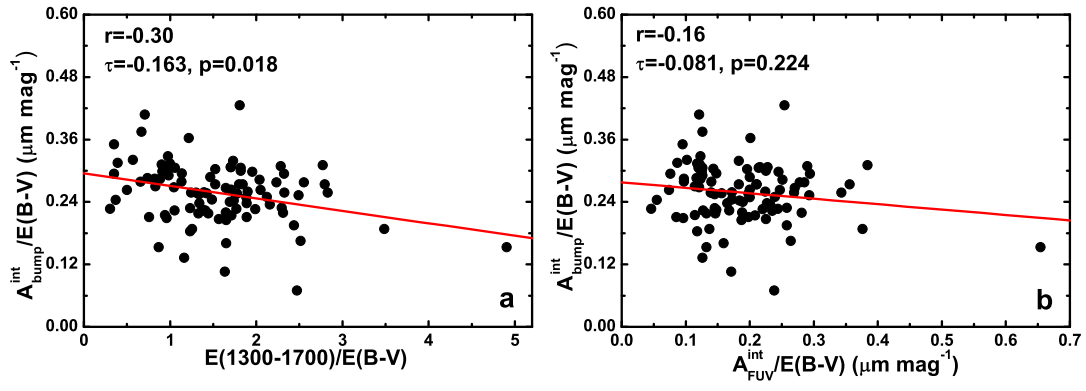 0.60
0.48
0.36
0.24
0.12
0.00
A^int_bump/E(B-V) (μm mag^-1)
r=-0.30
τ=-0.163, p=0.018
a
0 1 2 3 4 5
E(1300-1700)/E(B-V)
0.60
0.48
0.36
0.24
0.12
0.00
A^int_bump/E(B-V) (μm mag^-1)
r=-0.16
τ=-0.081, p=0.224
b
0.0 0.1 0.2 0.3 0.4 0.5 0.6 0.7
A^int_FUV/E(B-V) (μm mag^-1)